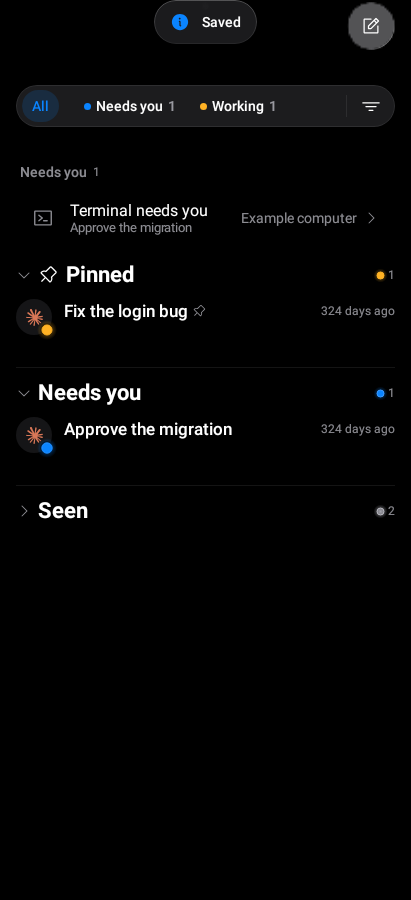 Saved
All
Needs you 1
Working 1
Needs you 1
Terminal needs you
Approve the migration
Example computer
Pinned
1
Fix the login bug
324 days ago
Needs you
1
Approve the migration
324 days ago
Seen
2